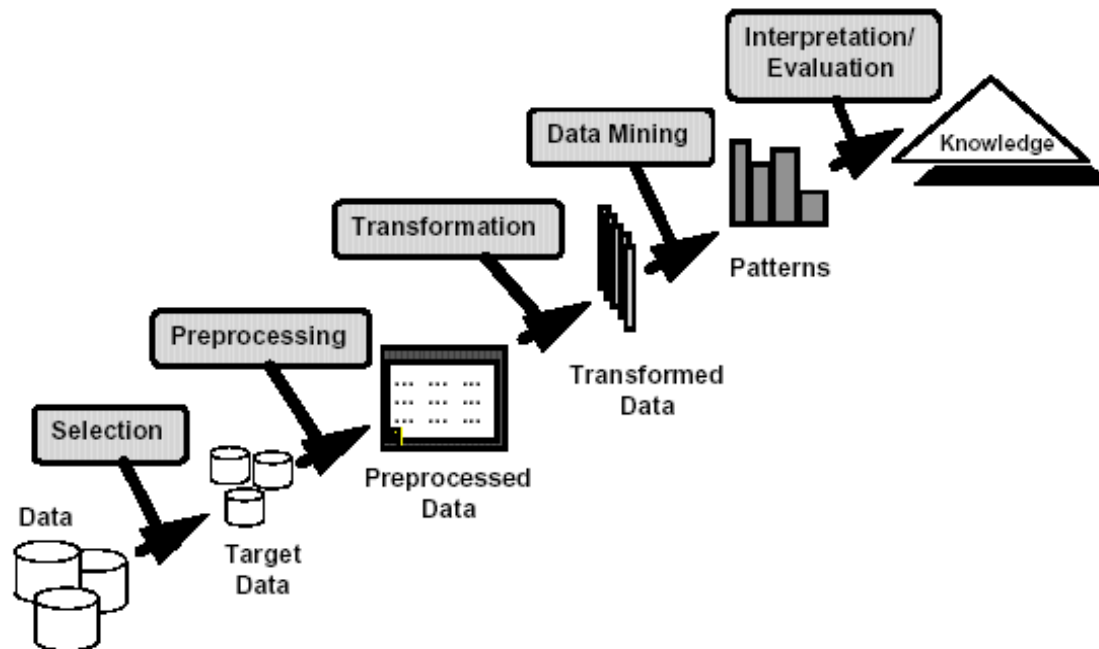 Interpretation/
Evaluation
Knowledge
Data Mining
Patterns
Transformation
Transformed
Data
Preprocessing
Preprocessed
Data
Selection
Target
Data
Data